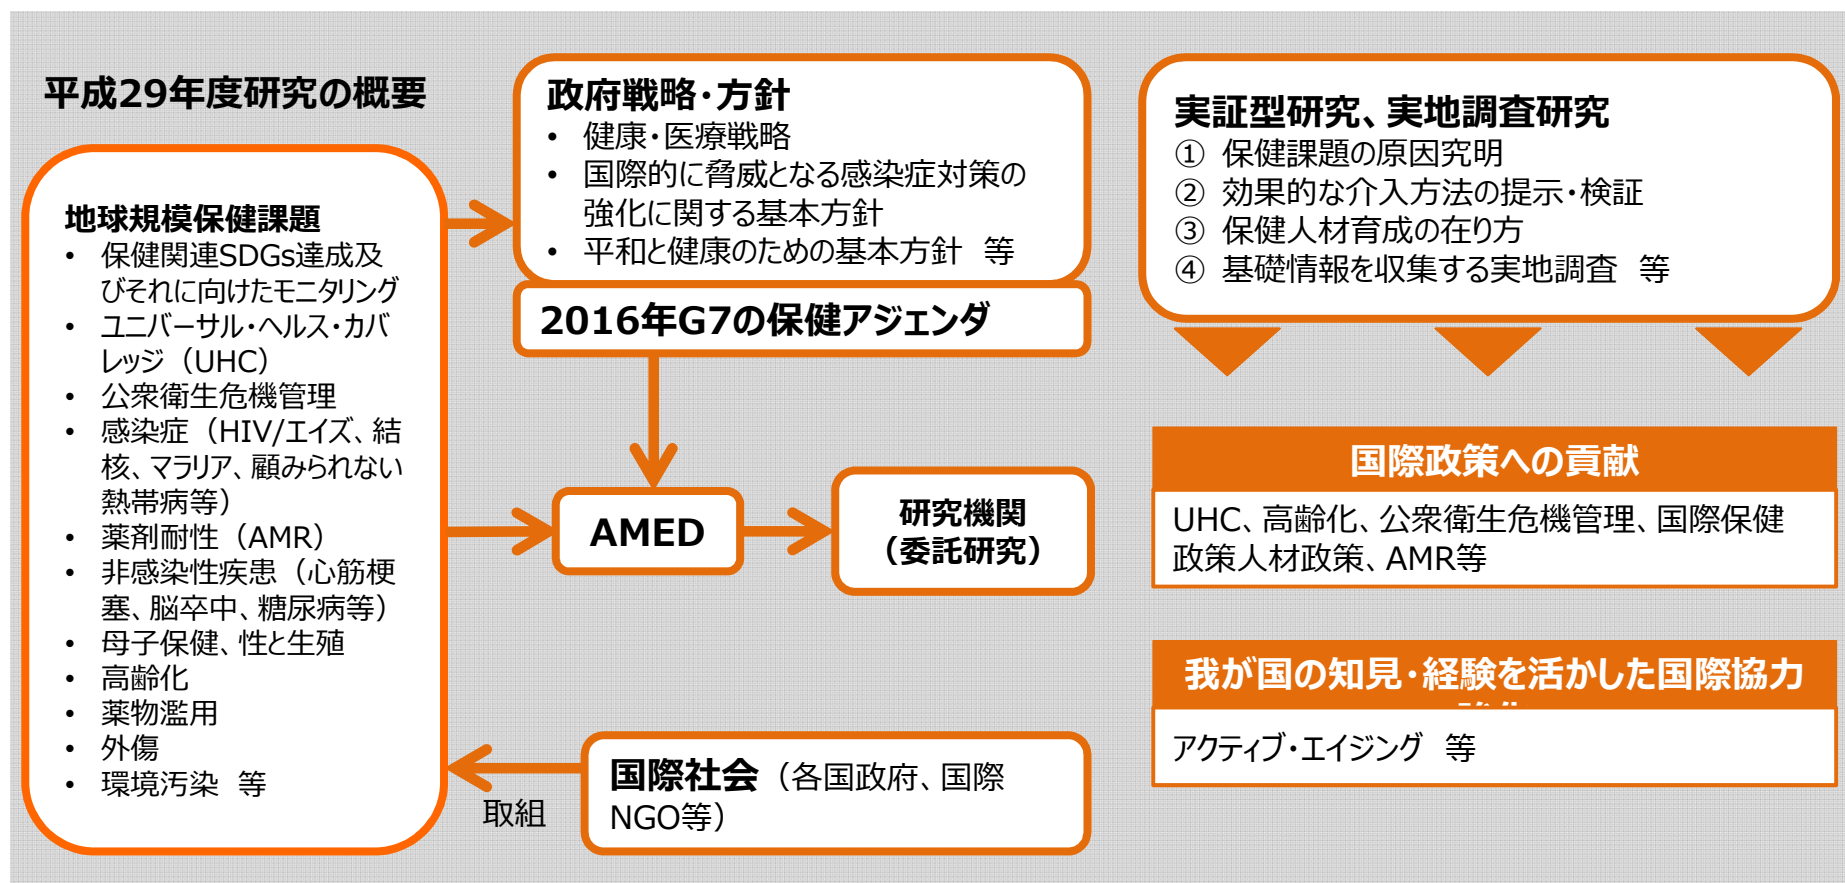 平成29年度研究の概要
地球規模保健課題
• 保健関連SDGs達成及
びそれに向けたモニタリング
• ユニバーサル・ヘルス・カバ
レッジ（UHC）
• 公衆衛生危機管理
• 感染症（HIV/エイズ、結
核、マラリア、顧みられない
熱帯病等）
• 薬剤耐性（AMR）
• 非感染性疾患（心筋梗
塞、脳卒中、糖尿病等）
• 母子保健、性と生殖
• 高齢化
• 薬物濫用
• 外傷
• 環境汚染 等
政府戦略・方針
• 健康・医療戦略
• 国際的に脅威となる感染症対策の
強化に関する基本方針
• 平和と健康のための基本方針 等
2016年G7の保健アジェンダ
AMED
研究機関
（委託研究）
国際社会（各国政府、国際
NGO等）
取組
実証型研究、実地調査研究
① 保健課題の原因究明
② 効果的な介入方法の提示・検証
③ 保健人材育成の在り方
④ 基礎情報を収集する実地調査 等
国際政策への貢献
UHC、高齢化、公衆衛生危機管理、国際保健
政策人材政策、AMR等
我が国の知見・経験を活かした国際協力
アクティブ・エイジング 等